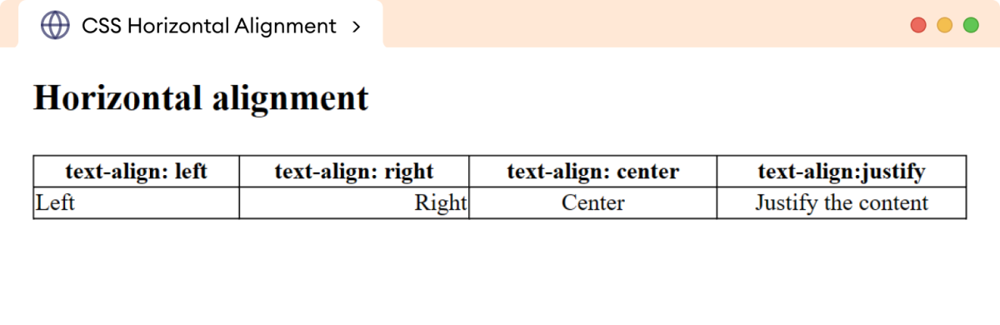 CSS Horizontal Alignment >
Horizontal alignment
text-align: left text-align: right text-align: center text-align:justify
Left Right Center Justify the content